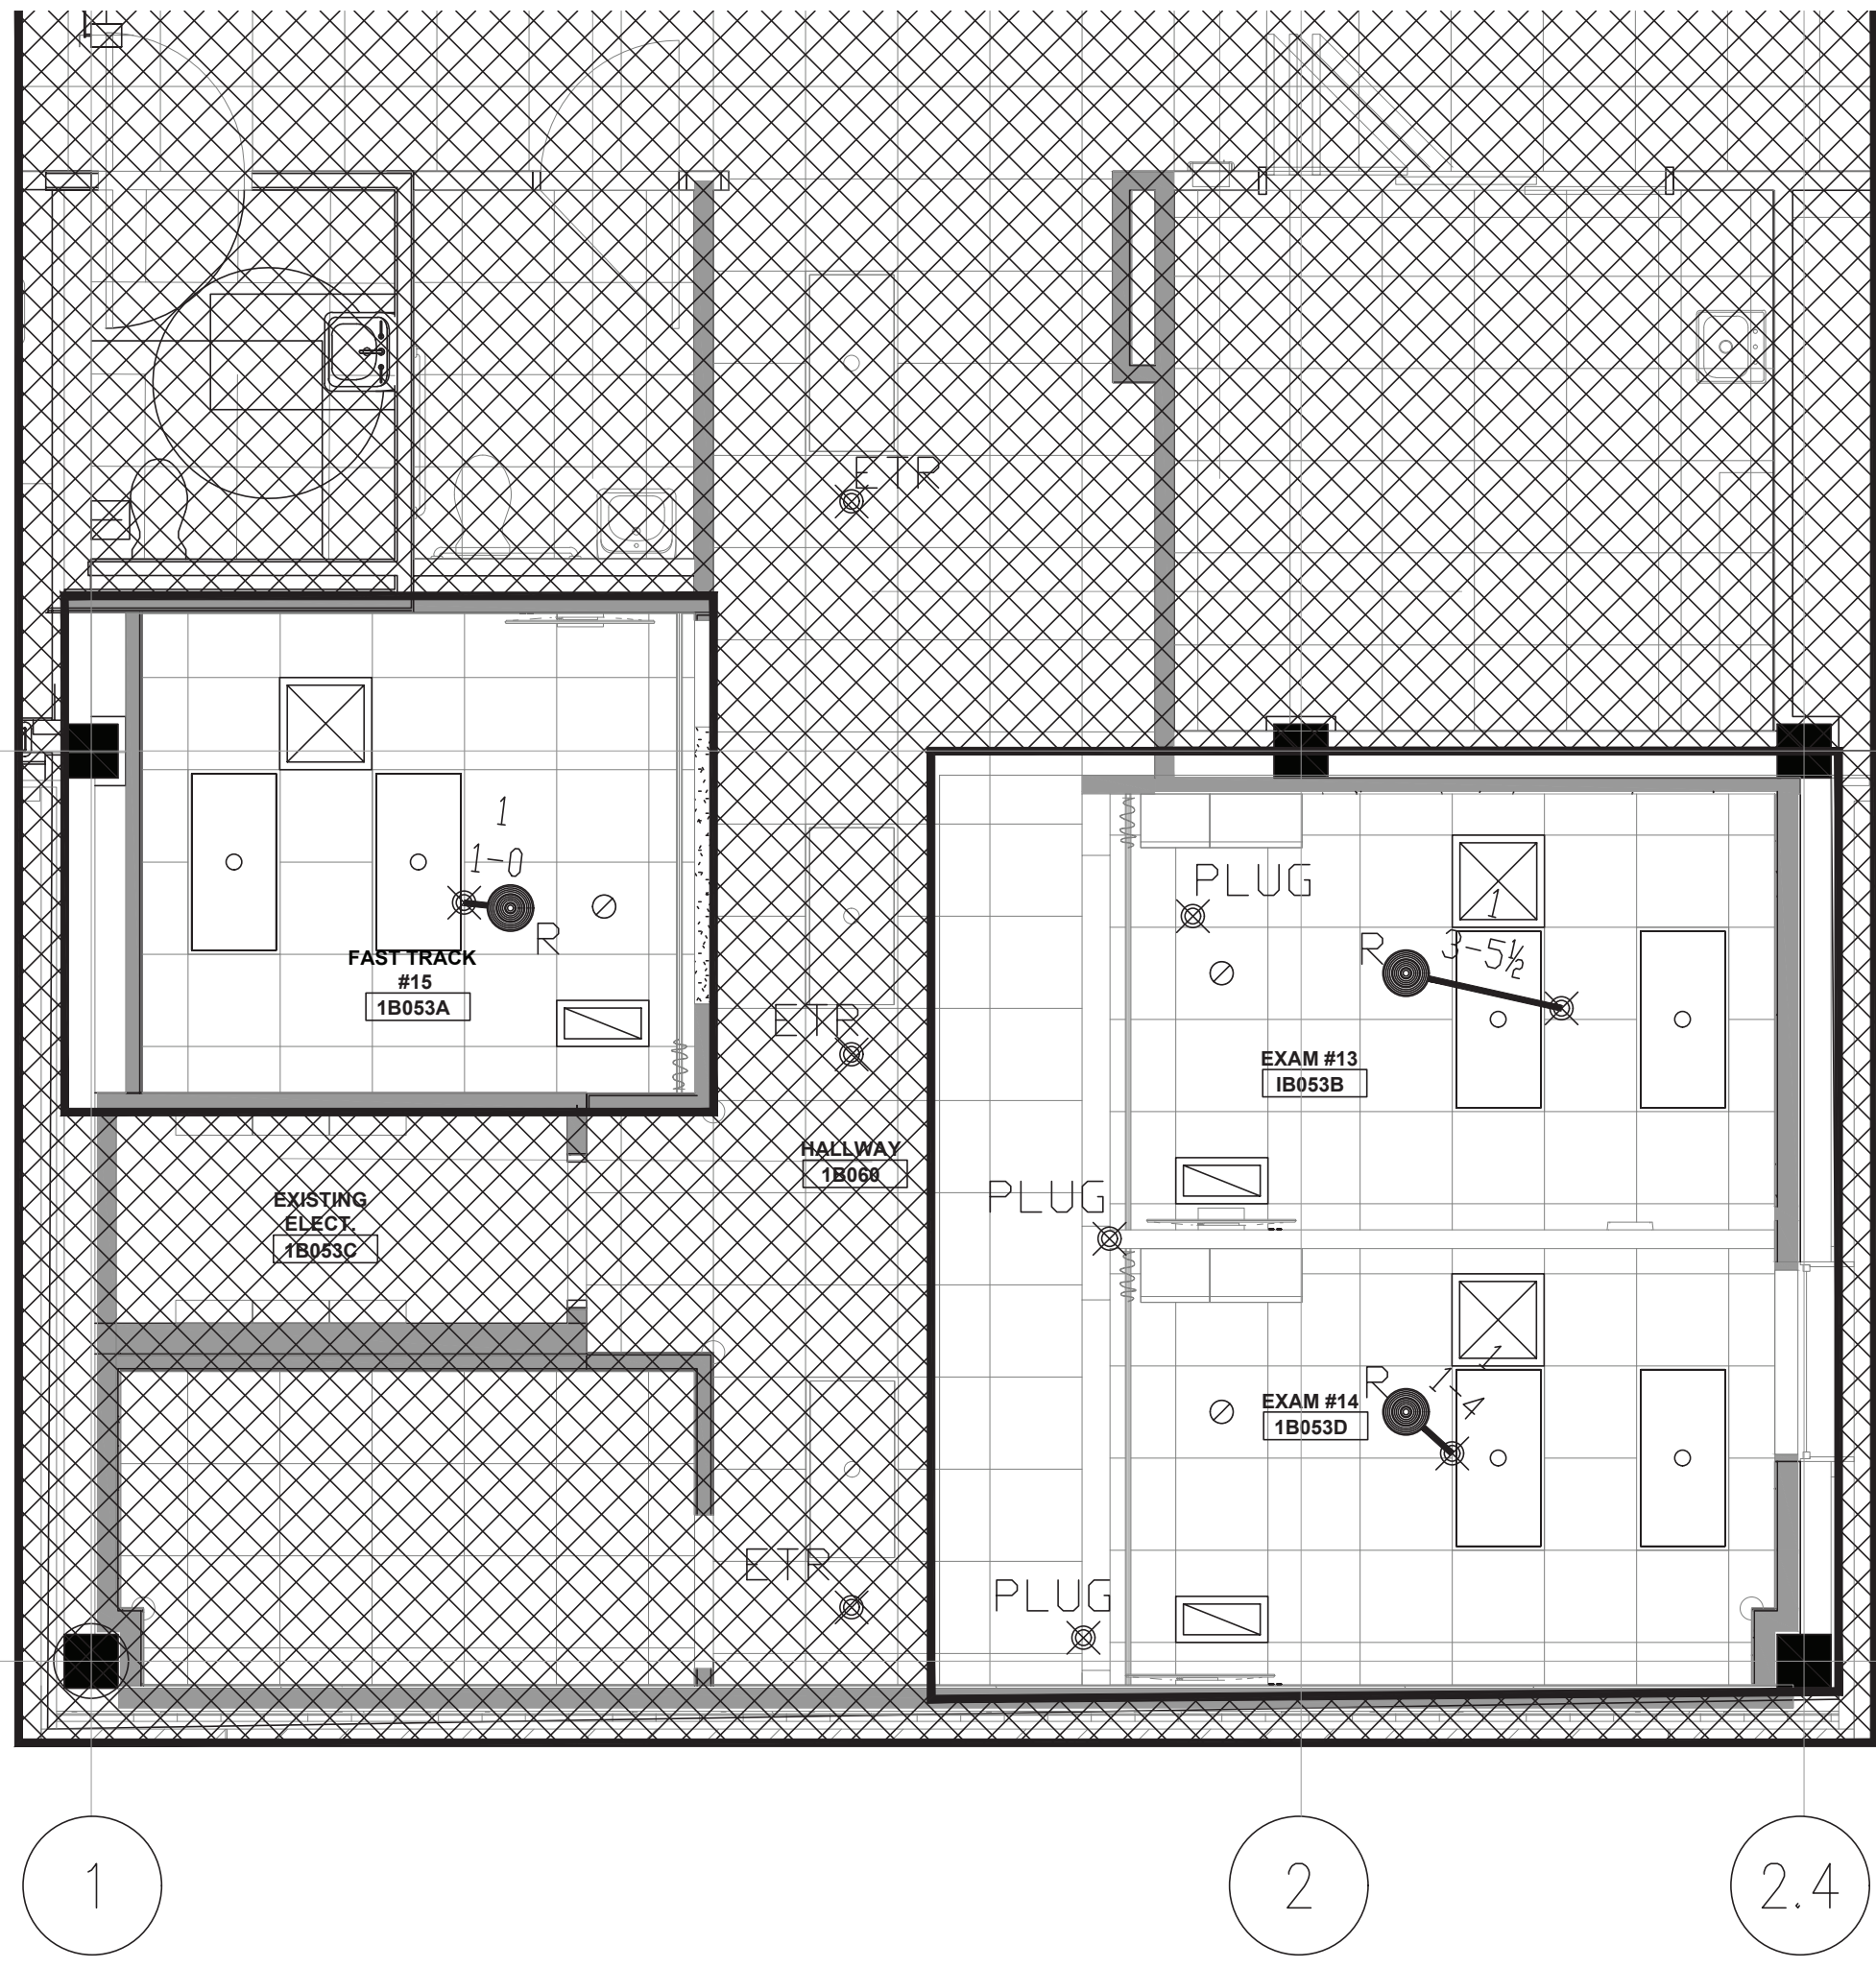 ETR
1
1-0
R
FAST TRACK
#15
1B053A
PLUG
1
R
3-5½
EXAM #13
IB053B
ETR
HALLWAY
1B060
PLUG
EXISTING
ELECT.
1B053C
R
1
1-4
EXAM #14
1B053D
ETR
PLUG
1
2
2.4